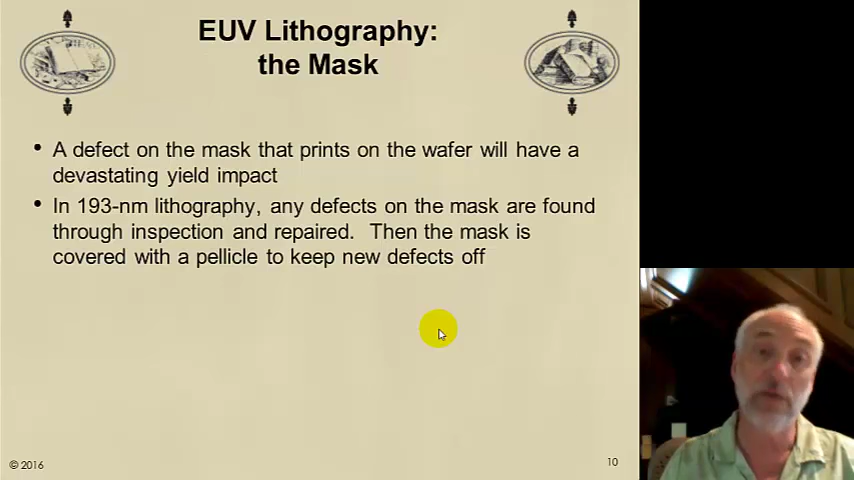 EUV Lithography:
the Mask
• A defect on the mask that prints on the wafer will have a
devastating yield impact
• In 193-nm lithography, any defects on the mask are found
through inspection and repaired.  Then the mask is
covered with a pellicle to keep new defects off
© 2016
10